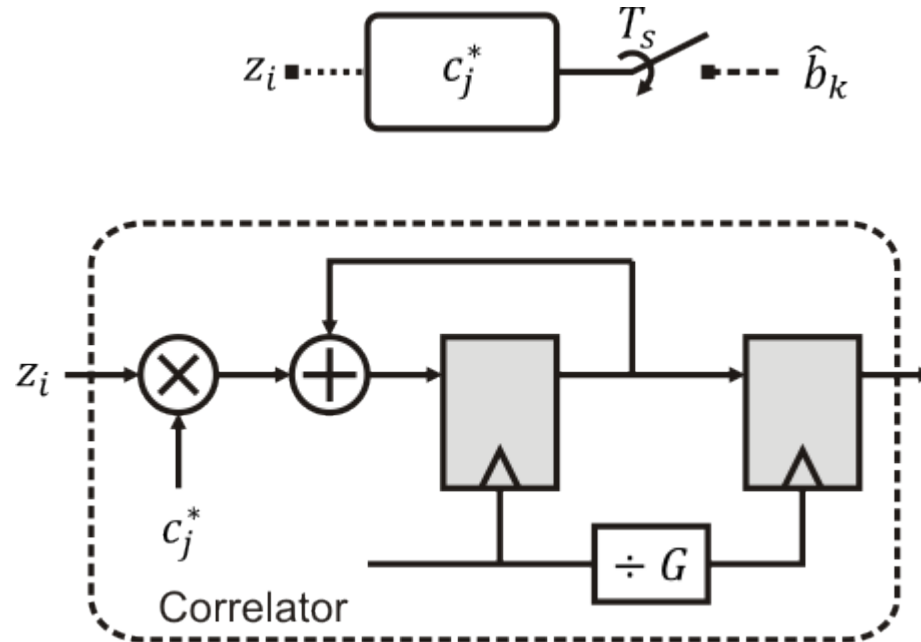 T_s
z_i c_j^* b̂_k
z_i
c_j^*
÷ G
Correlator